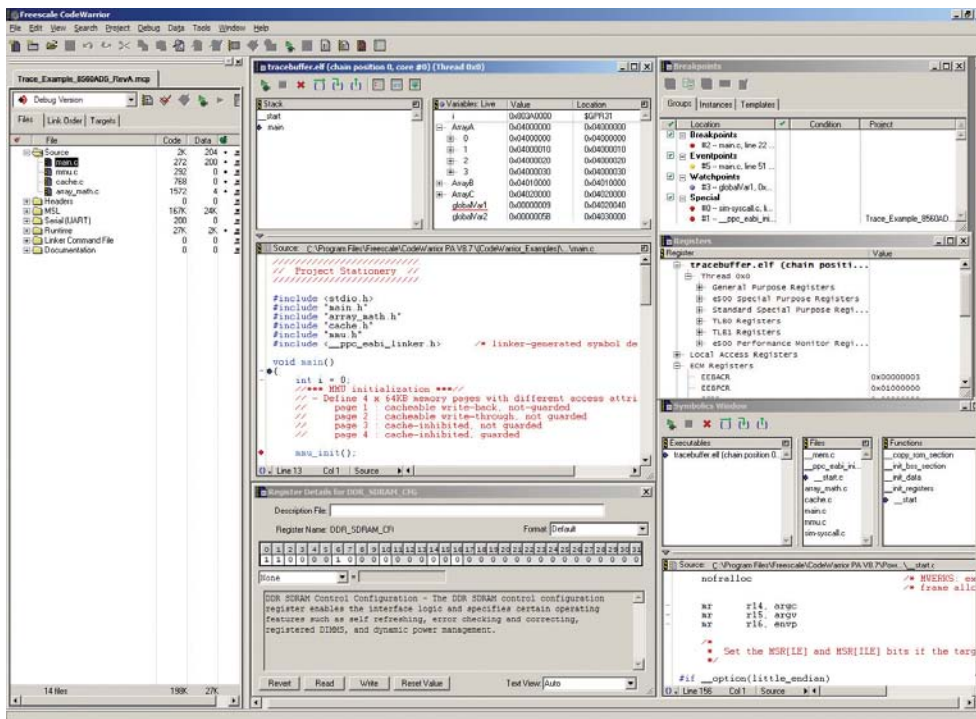 Freescale CodeWarrior
File Edit View Search Project Debug Data Tools Window Help
Trace_Example_8560ADS_RevA.mcp
Debug Version
Files Link Order Targets
File Code Data
Source 2K 204
main.c 272 200
mmu.c 292 0
cache.c 768 0
array_math.c 1572 4
Headers 0 0
MSL 167K 24K
Serial (UART) 200 0
Runtime 27K 2K
Linker Command File 0 0
Documentation 0 0
14 files 198K 27K
tracebuffer.elf (chain position 0, core #0) (Thread 0x0)
Stack
__start
main
Variables: Live Value Location
i 0x803A0000 $GPR31
ArrayA 0x04000000 0x04000000
0 0x04000000 0x04000000
1 0x04000010 0x04000010
2 0x04000020 0x04000020
3 0x04000030 0x04000030
ArrayB 0x04010000 0x04010000
ArrayC 0x04020000 0x04020000
globalVar1 0x00000009 0x04020040
globalVar2 0x0000005B 0x04030000
Source: C:\Program Files\Freescale\CodeWarrior PA V8.7\(CodeWarrior_Examples)\...\main.c
///////////////////////////
// Project Stationery //
///////////////////////////
#include <stdio.h>
#include "main.h"
#include "array_math.h"
#include "cache.h"
#include "mmu.h"
#include <__ppc_eabi_linker.h> /* linker-generated symbol de
void main()
{
int i = 0;
//*** MMU initialization ***//
// - Define 4 x 64KB memory pages with different access attri
// page 1 : cacheable write-back, not-guarded
// page 2 : cacheable write-through, not guarded
// page 3 : cache-inhibited, not guarded
// page 4 : cache-inhibited, guarded
mmu_init();
Line 13 Col 1 Source
Register Details for DDR_SDRAM_CFG
Description File:
Register Name: DDR_SDRAM_CFI Format: Default
0 1 2 3 4 5 6 7 8 9 10 11 12 13 14 15 16 17 18 19 20 21 22 23 24 25 26 27 28 29 30 31
1 1 0 0 0 0 1 0 0 0 0 0 0 0 0 0 0 0 0 0 0 0 0 0 0 0 0 0 0 0 0 0
None =
DDR SDRAM Control Configuration - The DDR SDRAM control configuration
register enables the interface logic and specifies certain operating
features such as self refreshing, error checking and correcting,
registered DIMMS, and dynamic power management.
Revert Read Write Reset Value Text View: Auto
Breakpoints
Groups Instances Templates
Location Condition Project
Breakpoints
#2 - main.c, line 22 ...
Eventpoints
#5 - main.c, line 51 ...
Watchpoints
#3 - globalVar1, 0x...
Special
#0 - sim-syscall.c, li...
#1 - __ppc_eabi_ini... Trace_Example_8560AD...
Registers
Register Value
tracebuffer.elf (chain positi...
Thread 0x0
General Purpose Registers
e500 Special Purpose Registers
Standard Special Purpose Regi...
TLB0 Registers
TLB1 Registers
e500 Performance Monitor Regi...
Local Access Registers
ECM Registers
EEBACR 0x00000003
EEBPCR 0x01000000
Symbolics Window
Executables
tracebuffer.elf (chain position 0...
Files
__mem.c
__ppc_eabi_ini...
__start.c
array_math.c
cache.c
main.c
mmu.c
sim-syscall.c
Functions
__copy_rom_section
__init_bss_section
__init_data
__init_registers
__start
Source: C:\Program Files\Freescale\CodeWarrior PA V8.7\Pow...\__start.c
nofralloc /* MWERKS: ex
/* frame allo
mr r14, argc
mr r15, argv
mr r16, envp
/*
* Set the MSR[LE] and MSR[ILE] bits if the targ
*/
#if __option(little_endian)
Line 156 Col 1 Source